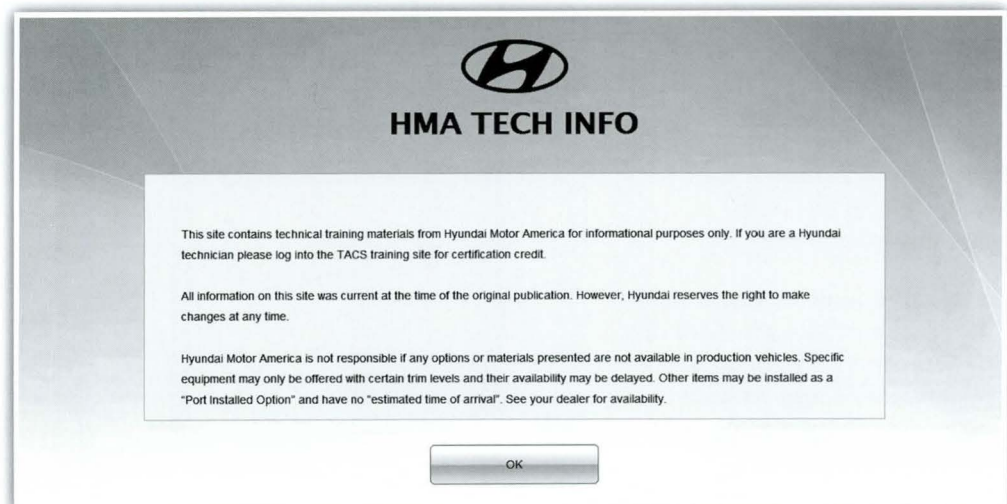 HMA TECH INFO
This site contains technical training materials from Hyundai Motor America for informational purposes only. If you are a Hyundai
technician please log into the TACS training site for certification credit.
All information on this site was current at the time of the original publication. However, Hyundai reserves the right to make
changes at any time.
Hyundai Motor America is not responsible if any options or materials presented are not available in production vehicles. Specific
equipment may only be offered with certain trim levels and their availability may be delayed. Other items may be installed as a
"Port Installed Option" and have no "estimated time of arrival". See your dealer for availability.
OK